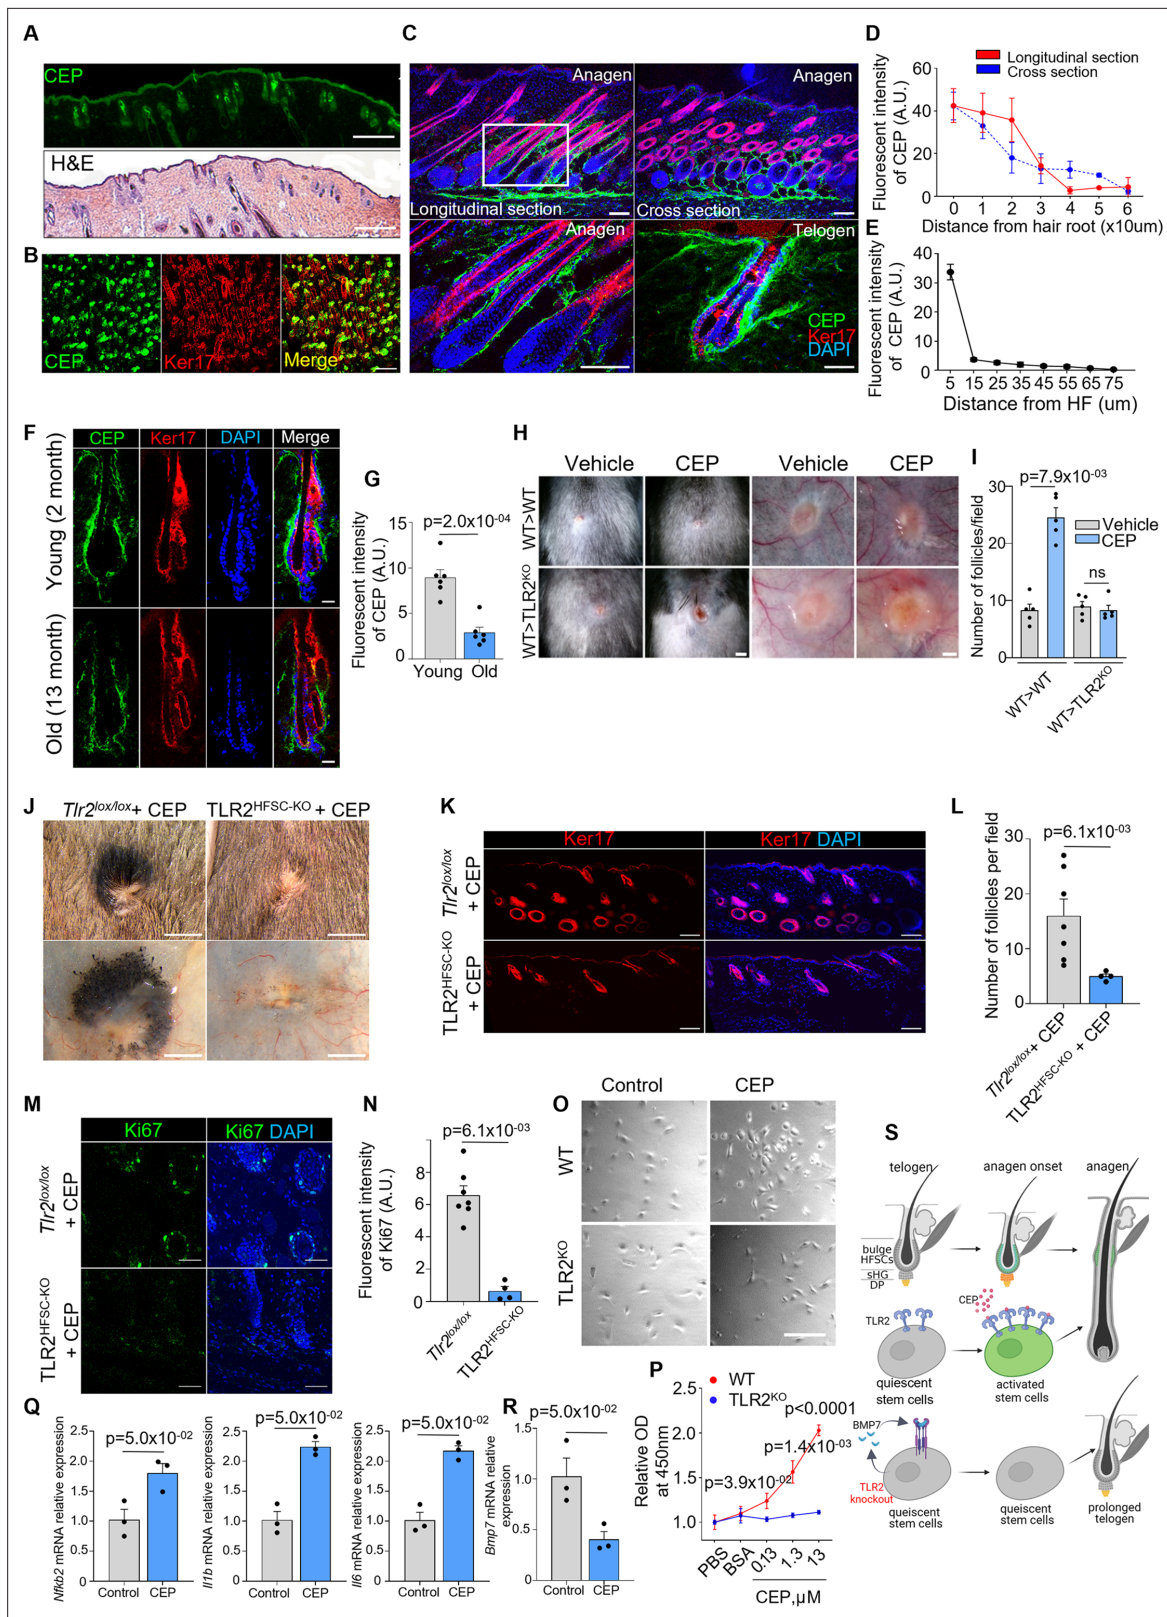 A
CEP
H&E
B
CEP
Ker17
Merge
C
Anagen
Anagen
Longitudinal section
Cross section
Anagen
Telogen
CEP
Ker17
DAPI
D
Longitudinal section
Cross section
Fluorescent intensity
of CEP (A.U.)
60
40
20
0
0 1 2 3 4 5 6
Distance from hair root (x10um)
E
Fluorescent intensity
of CEP (A.U.)
40
30
20
10
0
5 15 25 35 45 55 65 75
Distance from HF (um)
F
CEP Ker17 DAPI Merge
Young (2 month)
Old (13 month)
G
p=2.0x10-04
Fluorescent intensity
of CEP (A.U.)
15
10
5
0
Young Old
H
Vehicle CEP Vehicle CEP
WT>WT
WT>TLR2KO
I
p=7.9x10-03
Vehicle
CEP
ns
Number of follicles/field
30
20
10
0
WT>WT
WT>TLR2KO
J
Tlr2lox/lox+ CEP TLR2HFSC-KO + CEP
K
Ker17 Ker17 DAPI
Tlr2lox/lox
+ CEP
TLR2HFSC-KO
+ CEP
L
p=6.1x10-03
Number of follicles per field
30
20
10
0
Tlr2lox/lox+ CEP
TLR2HFSC-KO + CEP
M
Ki67 Ki67 DAPI
Tlr2lox/lox
+ CEP
TLR2HFSC-KO
+ CEP
N
p=6.1x10-03
Fluorescent intensity
of Ki67 (A.U.)
10
8
6
4
2
0
Tlr2lox/lox
TLR2HFSC-KO
O
Control CEP
WT
TLR2KO
P
WT
TLR2KO
Relative OD
at 450nm
2.5
2.0
1.5
1.0
p<0.0001
p=1.4x10-03
p=3.9x10-02
PBS
BSA
0.13
1.3
13
CEP,µM
Q
p=5.0x10-02
Nfkb2 mRNA relative expression
2.5
2.0
1.5
1.0
0.5
0.0
Control CEP
p=5.0x10-02
Il1b mRNA relative expression
2.5
2.0
1.5
1.0
0.5
0.0
Control CEP
p=5.0x10-02
Il6 mRNA relative expression
2.5
2.0
1.5
1.0
0.5
0.0
Control CEP
R
p=5.0x10-02
Bmp7 mRNA relative
expression
1.5
1.0
0.5
0.0
Control CEP
S
telogen
anagen onset
anagen
bulge
HFSCs
sHG
DP
CEP
TLR2
quiescent
stem cells
activated
stem cells
BMP7
TLR2
knockout
queiscent
stem cells
queiscent
stem cells
prolonged
telogen